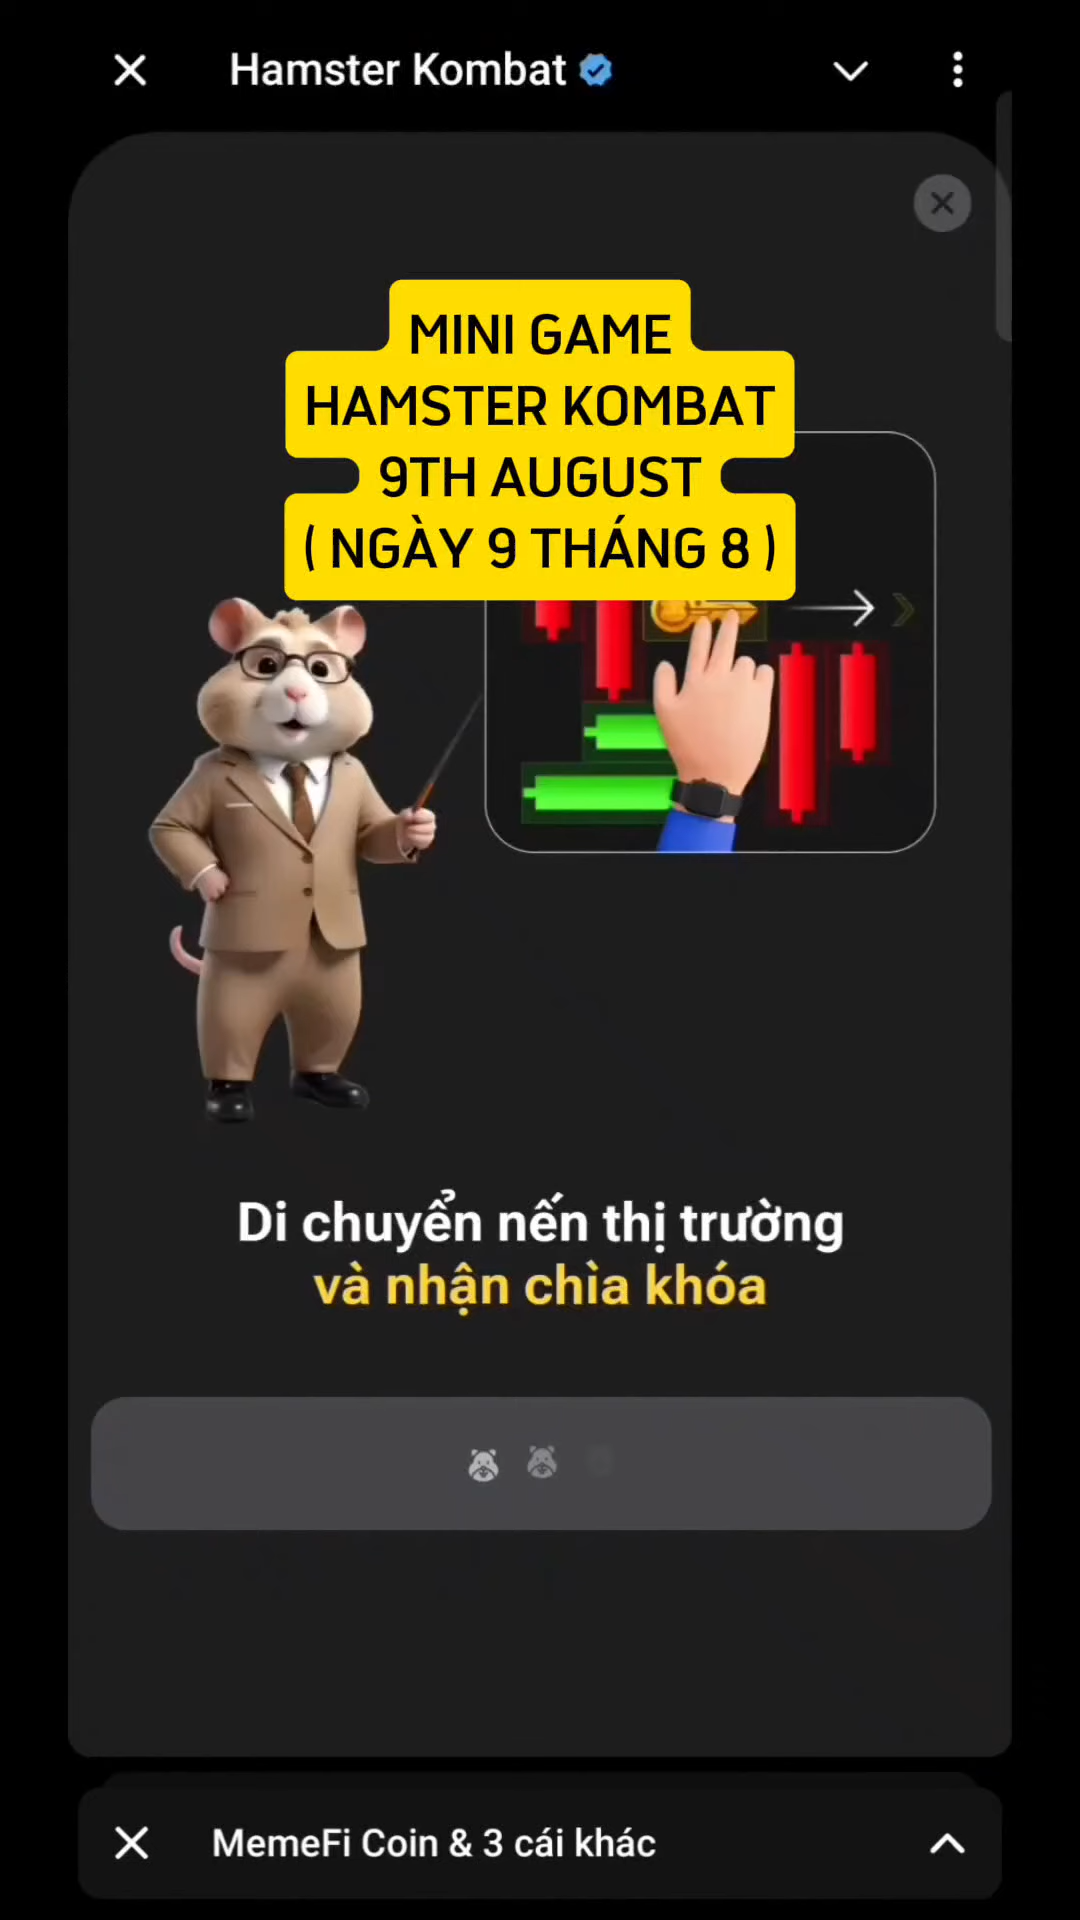 Hamster Kombat
MINI GAME
HAMSTER KOMBAT
9TH AUGUST
( NGÀY 9 THÁNG 8 )
Di chuyển nến thị trường
và nhận chìa khóa
MemeFi Coin & 3 cái khác